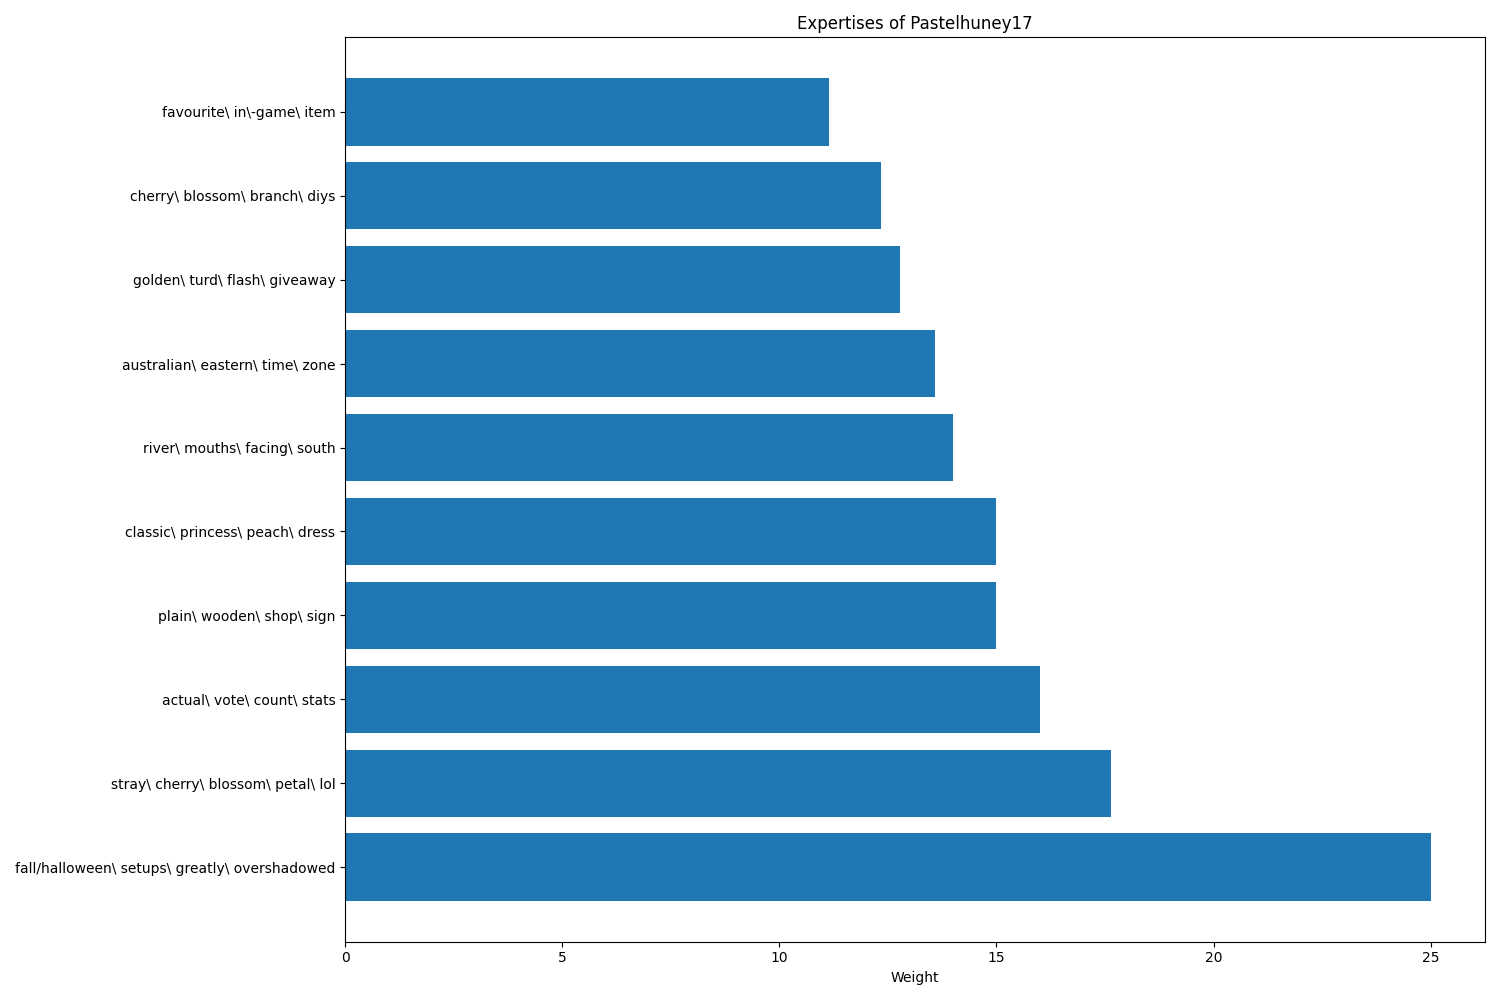 Expertises of Pastelhuney17
favourite\ in\-game\ item
cherry\ blossom\ branch\ diys
golden\ turd\ flash\ giveaway
australian\ eastern\ time\ zone
river\ mouths\ facing\ south
classic\ princess\ peach\ dress
plain\ wooden\ shop\ sign
actual\ vote\ count\ stats
stray\ cherry\ blossom\ petal\ lol
fall/halloween\ setups\ greatly\ overshadowed
0 5 10 15 20 25
Weight